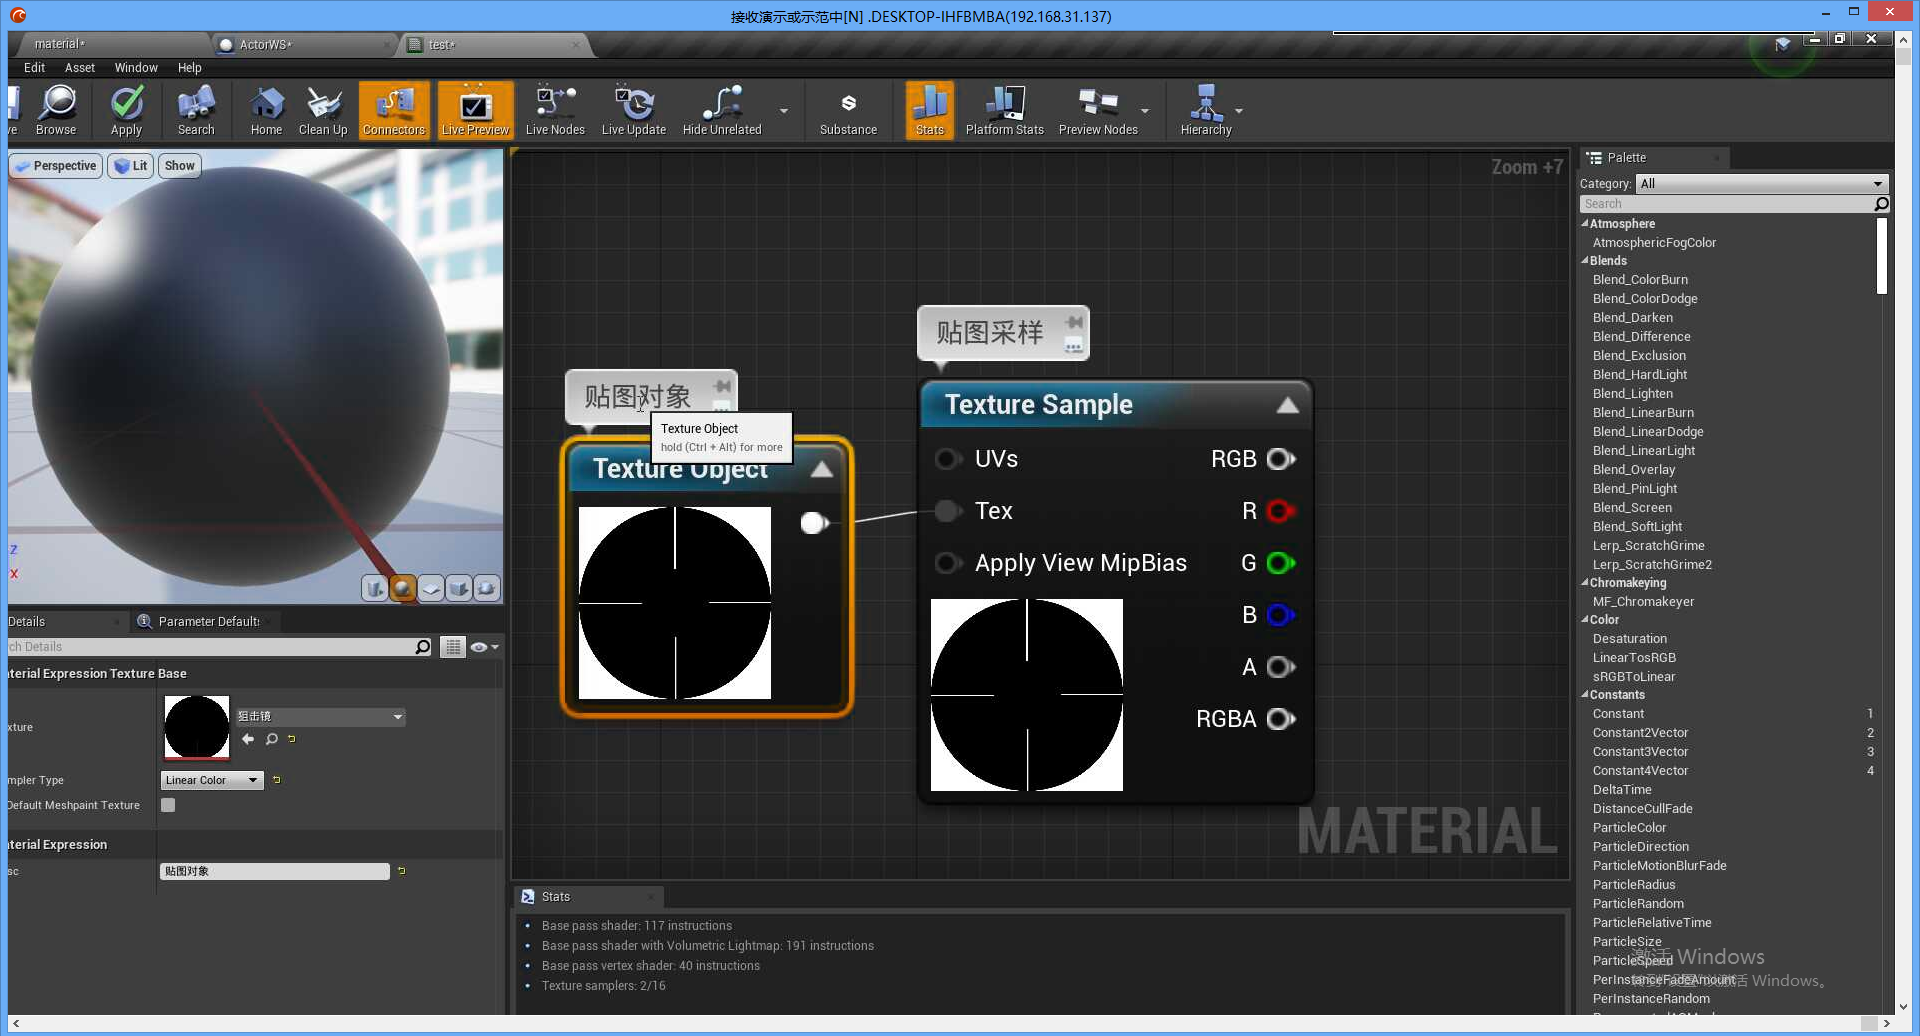 接收演示或示范中[N] .DESKTOP-IHFBMBA(192.168.31.137)
material*
ActorWS*
test*
Edit Asset Window Help
ve Browse Apply Search Home Clean Up Connectors Live Preview Live Nodes Live Update Hide Unrelated Substance Stats Platform Stats Preview Nodes Hierarchy
Perspective Lit Show
Z
X
Details Parameter Default:
rch Details
aterial Expression Texture Base
xture
狙击镜
mpler Type Linear Color
Default Meshpaint Texture
aterial Expression
sc 贴图对象
Zoom +7
贴图对象
Texture Object
hold (Ctrl + Alt) for more
Texture Object
贴图采样
Texture Sample
UVs RGB
Tex R
Apply View MipBias G
B
A
RGBA
MATERIAL
Stats
Base pass shader: 117 instructions
Base pass shader with Volumetric Lightmap: 191 instructions
Base pass vertex shader: 40 instructions
Texture samplers: 2/16
Palette
Category: All
Search
Atmosphere
AtmosphericFogColor
Blends
Blend_ColorBurn
Blend_ColorDodge
Blend_Darken
Blend_Difference
Blend_Exclusion
Blend_HardLight
Blend_Lighten
Blend_LinearBurn
Blend_LinearDodge
Blend_LinearLight
Blend_Overlay
Blend_PinLight
Blend_Screen
Blend_SoftLight
Lerp_ScratchGrime
Lerp_ScratchGrime2
Chromakeying
MF_Chromakeyer
Color
Desaturation
LinearTosRGB
sRGBToLinear
Constants
Constant 1
Constant2Vector 2
Constant3Vector 3
Constant4Vector 4
DeltaTime
DistanceCullFade
ParticleColor
ParticleDirection
ParticleMotionBlurFade
ParticleRadius
ParticleRandom
ParticleRelativeTime
ParticleSize
ParticleSpeed
PerInstanceFadeAmount
PerInstanceRandom
激活 Windows
转到"设置"以激活 Windows。